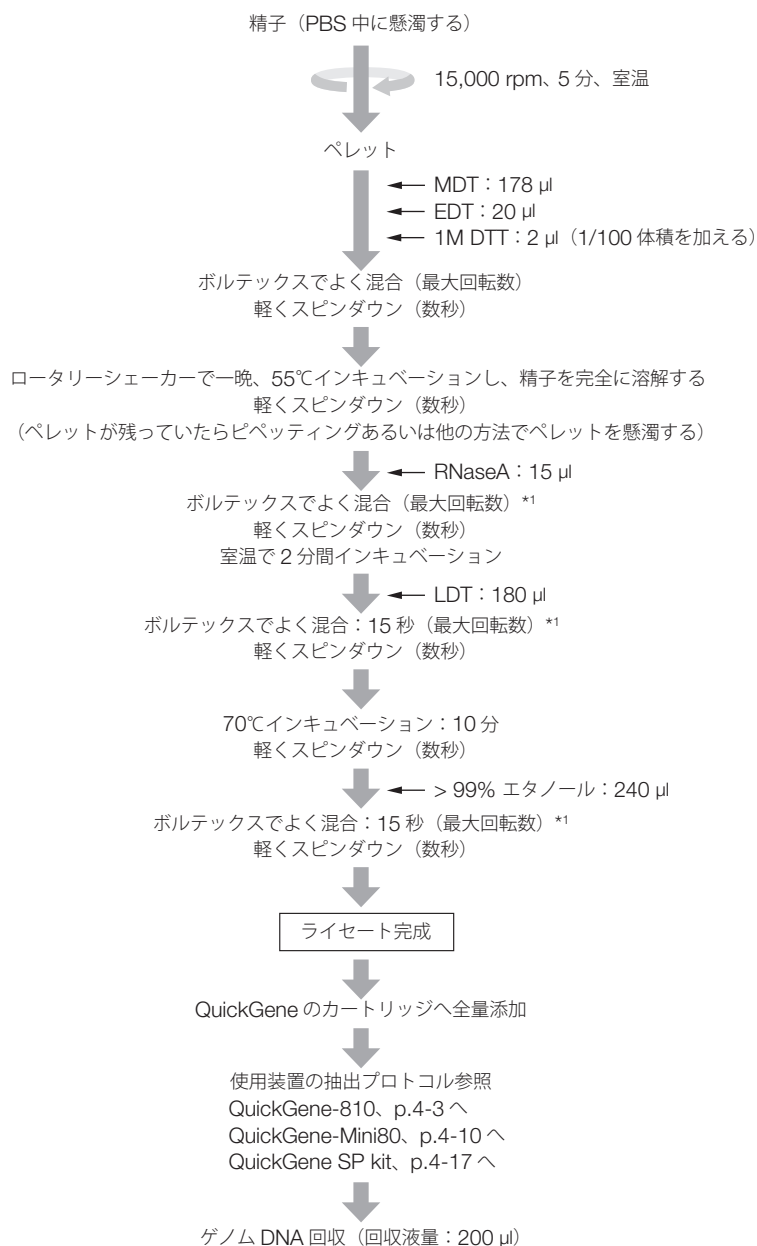 精子（PBS 中に懸濁する）
15,000 rpm、5 分、室温
ペレット
MDT：178 μl
EDT：20 μl
1M DTT：2 μl（1/100 体積を加える）
ボルテックスでよく混合（最大回転数）
軽くスピンダウン（数秒）
ロータリーシェーカーで一晩、55℃インキュベーションし、精子を完全に溶解する
軽くスピンダウン（数秒）
（ペレットが残っていたらピペッティングあるいは他の方法でペレットを懸濁する）
RNaseA：15 μl
ボルテックスでよく混合（最大回転数）*1
軽くスピンダウン（数秒）
室温で 2 分間インキュベーション
LDT：180 μl
ボルテックスでよく混合：15 秒（最大回転数）*1
軽くスピンダウン（数秒）
70℃インキュベーション：10 分
軽くスピンダウン（数秒）
> 99% エタノール：240 μl
ボルテックスでよく混合：15 秒（最大回転数）*1
軽くスピンダウン（数秒）
ライセート完成
QuickGene のカートリッジへ全量添加
使用装置の抽出プロトコル参照
QuickGene-810、p.4-3 へ
QuickGene-Mini80、p.4-10 へ
QuickGene SP kit、p.4-17 へ
ゲノム DNA 回収（回収液量：200 μl）